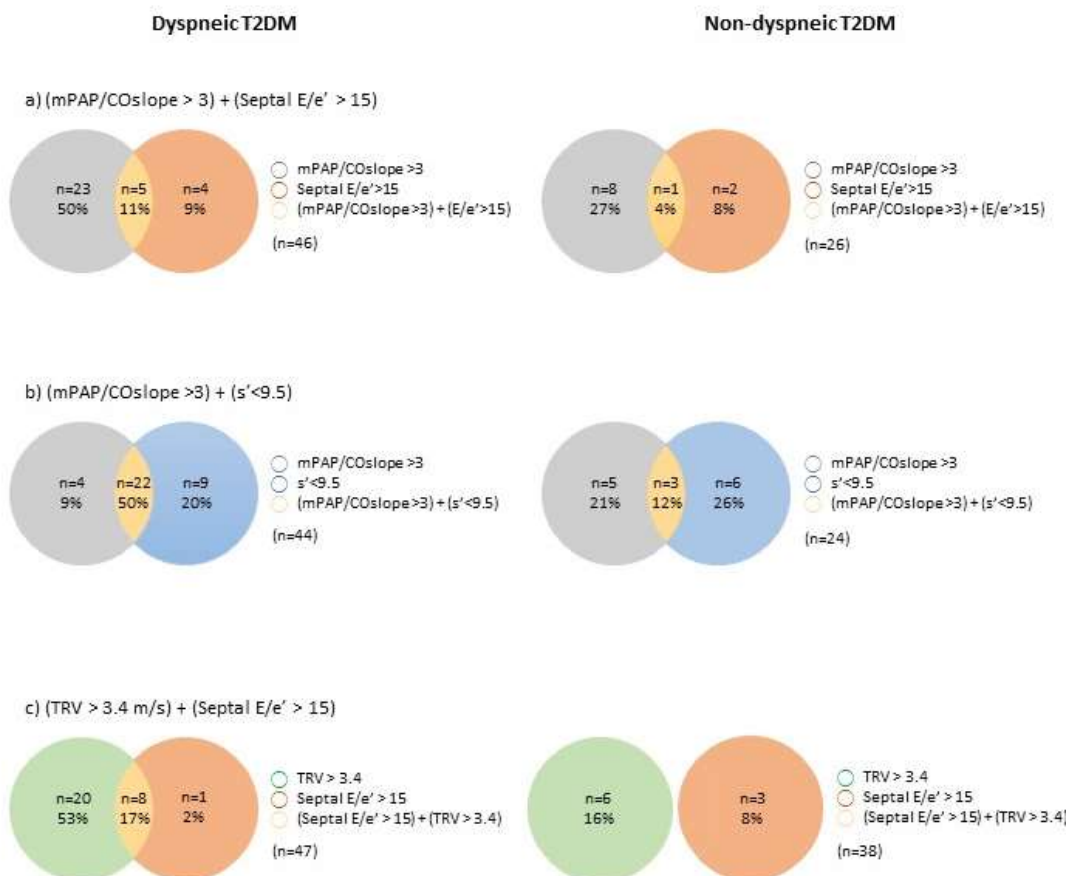 Dyspneic T2DM
Non-dyspneic T2DM
a) (mPAP/COslope > 3) + (Septal E/e’ > 15)
n=23
50%
n=5
11%
n=4
9%
mPAP/COslope >3
Septal E/e’>15
(mPAP/COslope>3) + (E/e’>15)
(n=46)
n=8
27%
n=1
4%
n=2
8%
mPAP/COslope >3
Septal E/e’>15
(mPAP/COslope>3) + (E/e’>15)
(n=26)
b) (mPAP/COslope >3) + (s’<9.5)
n=4
9%
n=22
50%
n=9
20%
mPAP/COslope >3
s’<9.5
(mPAP/COslope >3) + (s’<9.5)
(n=44)
n=5
21%
n=3
12%
n=6
26%
mPAP/COslope >3
s’<9.5
(mPAP/COslope >3) + (s’<9.5)
(n=24)
c) (TRV > 3.4 m/s) + (Septal E/e’ > 15)
n=20
53%
n=8
17%
n=1
2%
TRV > 3.4
Septal E/e’ > 15
(Septal E/e’ > 15) + (TRV > 3.4)
(n=47)
n=6
16%
n=3
8%
TRV > 3.4
Septal E/e’ > 15
(Septal E/e’ > 15) + (TRV > 3.4)
(n=38)